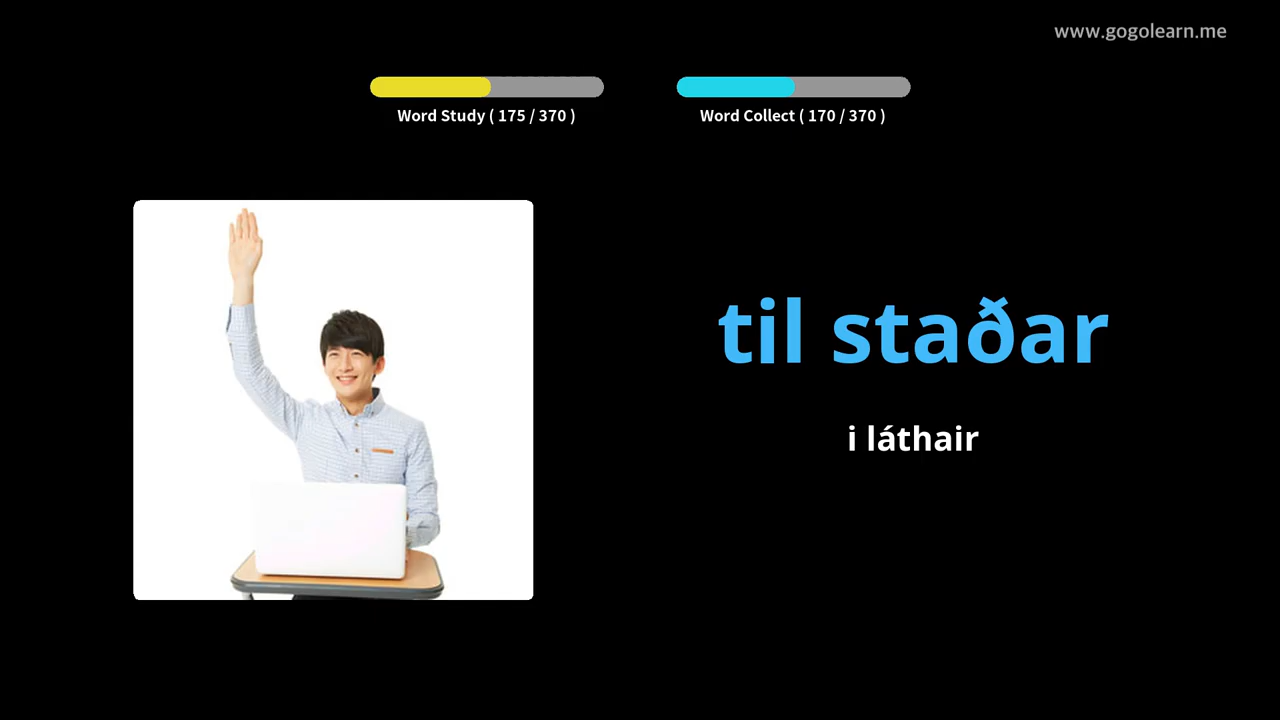 www.gogolearn.me
Word Study ( 175 / 370 )
Word Collect ( 170 / 370 )
til staðar
i láthair